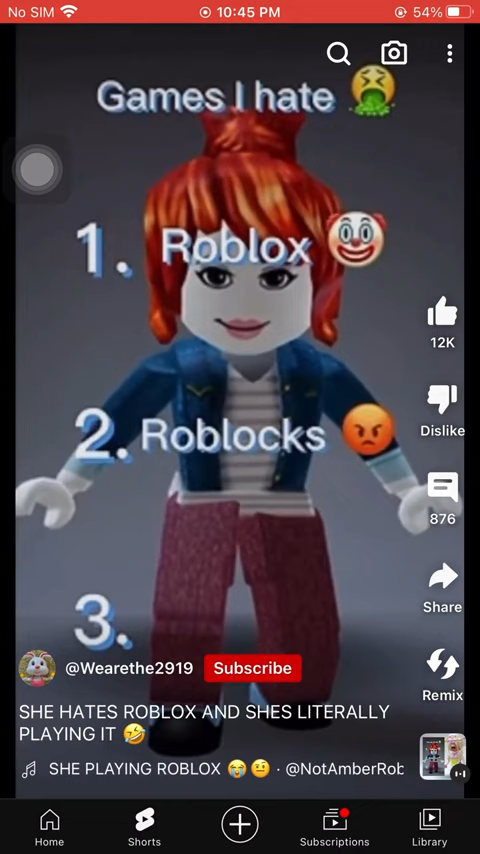 No SIM
10:45 PM
54%
Games I hate 🤮
1. Roblox 🤡
2. Roblocks 😡
3.
12K
Dislike
876
Share
Remix
@Wearethe2919
Subscribe
SHE HATES ROBLOX AND SHES LITERALLY
PLAYING IT 🤣
SHE PLAYING ROBLOX 😭🤨 · @NotAmberRob
Home
Shorts
Subscriptions
Library